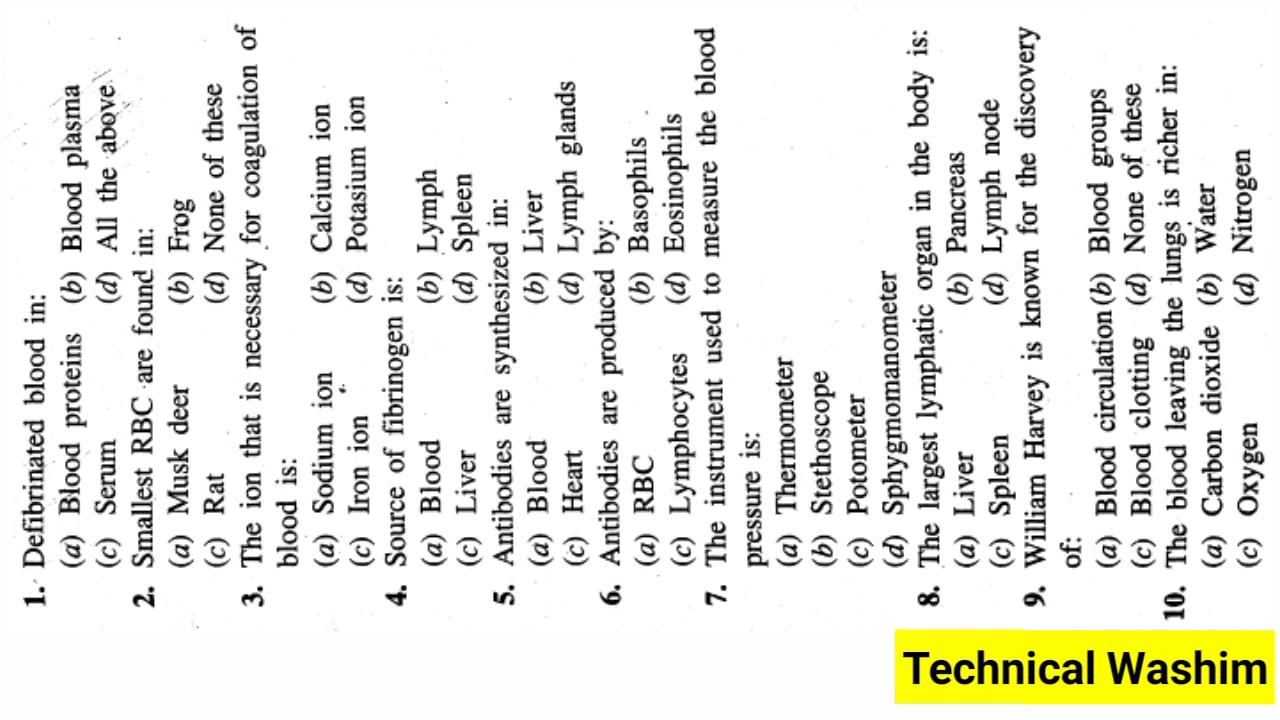 1. Defibrinated blood in:
(a) Blood proteins (b) Blood plasma
(c) Serum (d) All the above
2. Smallest RBC are found in:
(a) Musk deer (b) Frog
(c) Rat (d) None of these
3. The ion that is necessary for coagulation of
blood is:
(a) Sodium ion (b) Calcium ion
(c) Iron ion (d) Potasium ion
4. Source of fibrinogen is:
(a) Blood (b) Lymph
(c) Liver (d) Spleen
5. Antibodies are synthesized in:
(a) Blood (b) Liver
(c) Heart (d) Lymph glands
6. Antibodies are produced by:
(a) RBC (b) Basophils
(c) Lymphocytes (d) Eosinophils
7. The instrument used to measure the blood
pressure is:
(a) Thermometer
(b) Stethoscope
(c) Potometer
(d) Sphygmomanometer
8. The largest lymphatic organ in the body is:
(a) Liver (b) Pancreas
(c) Spleen (d) Lymph node
9. William Harvey is known for the discovery
of:
(a) Blood circulation (b) Blood groups
(c) Blood clotting (d) None of these
10. The blood leaving the lungs is richer in:
(a) Carbon dioxide (b) Water
(c) Oxygen (d) Nitrogen
Technical Washim